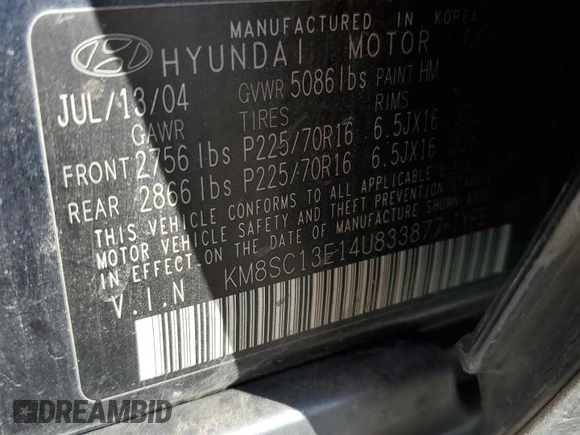 MANUFACTURED IN KOREA
HYUNDAI MOTOR
JUL/13/04 GVWR 5086lbs PAINT HM
GAWR TIRES RIMS
FRONT 2756 lbs P225/70R16 6.5JX16
REAR 2866 lbs P225/70R16 6.5JX16
THIS VEHICLE CONFORMS TO ALL APPLICABLE
MOTOR VEHICLE SAFETY THEFT PREVENTION
IN EFFECT ON THE DATE OF MANUFACTURE
V.I.N KM8SC13E14U833877
DREAMBID